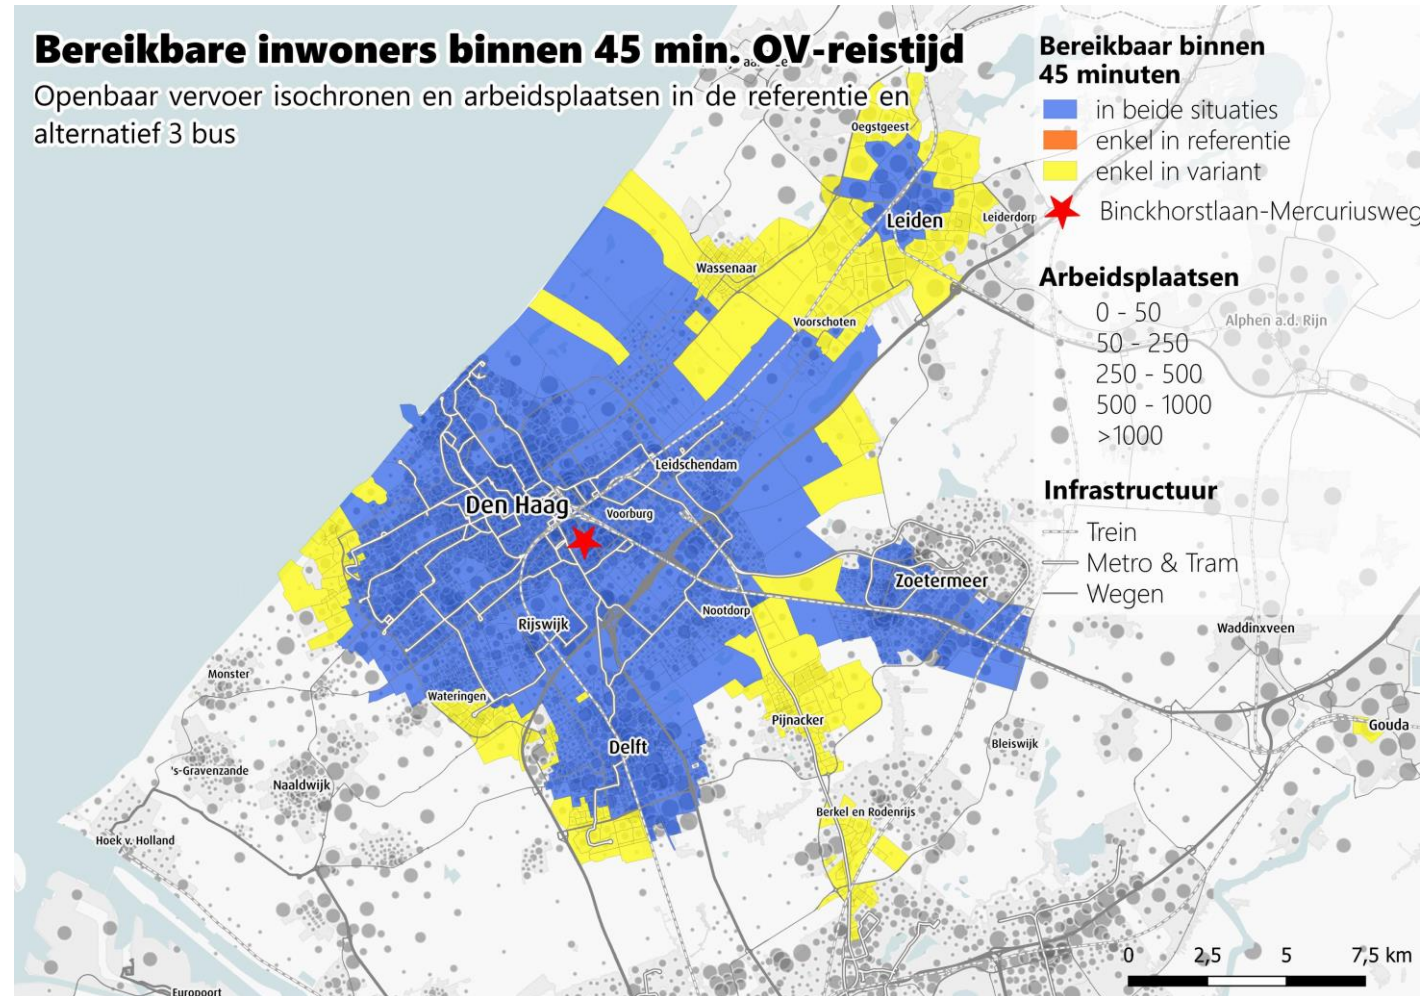 Bereikbare inwoners binnen 45 min. OV-reistijd
Openbaar vervoer isochronen en arbeidsplaatsen in de referentie en
alternatief 3 bus
Bereikbaar binnen
45 minuten
in beide situaties
enkel in referentie
enkel in variant
Binckhorstlaan-Mercuriusweg
Arbeidsplaatsen
0 - 50
50 - 250
250 - 500
500 - 1000
>1000
Infrastructuur
Trein
Metro & Tram
Wegen
Oegstgeest
Leiden
Leiderdorp
Wassenaar
Voorschoten
Alphen a.d. Rijn
Leidschendam
Den Haag
Voorburg
Zoetermeer
Nootdorp
Rijswijk
Waddinxveen
Monster
Wateringen
Pijnacker
Gouda
Delft
Bleiswijk
's-Gravenzande
Naaldwijk
Berkel en Rodenrijs
Hoek v. Holland
Europoort
0 2,5 5 7,5 km